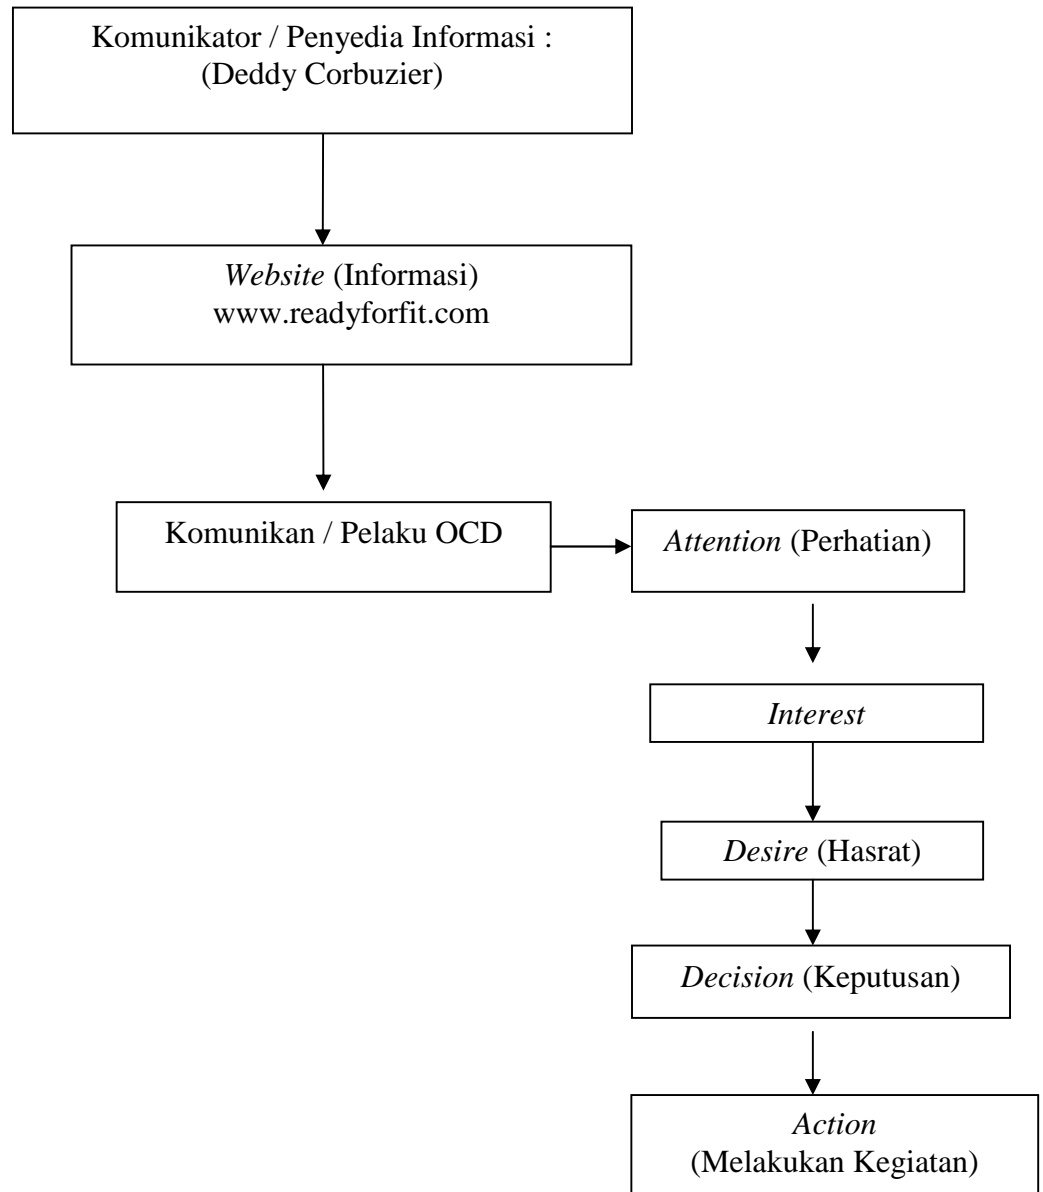 Komunikator / Penyedia Informasi :
(Deddy Corbuzier)
Website (Informasi)
www.readyforfit.com
Komunikan / Pelaku OCD
Attention (Perhatian)
Interest
Desire (Hasrat)
Decision (Keputusan)
Action
(Melakukan Kegiatan)